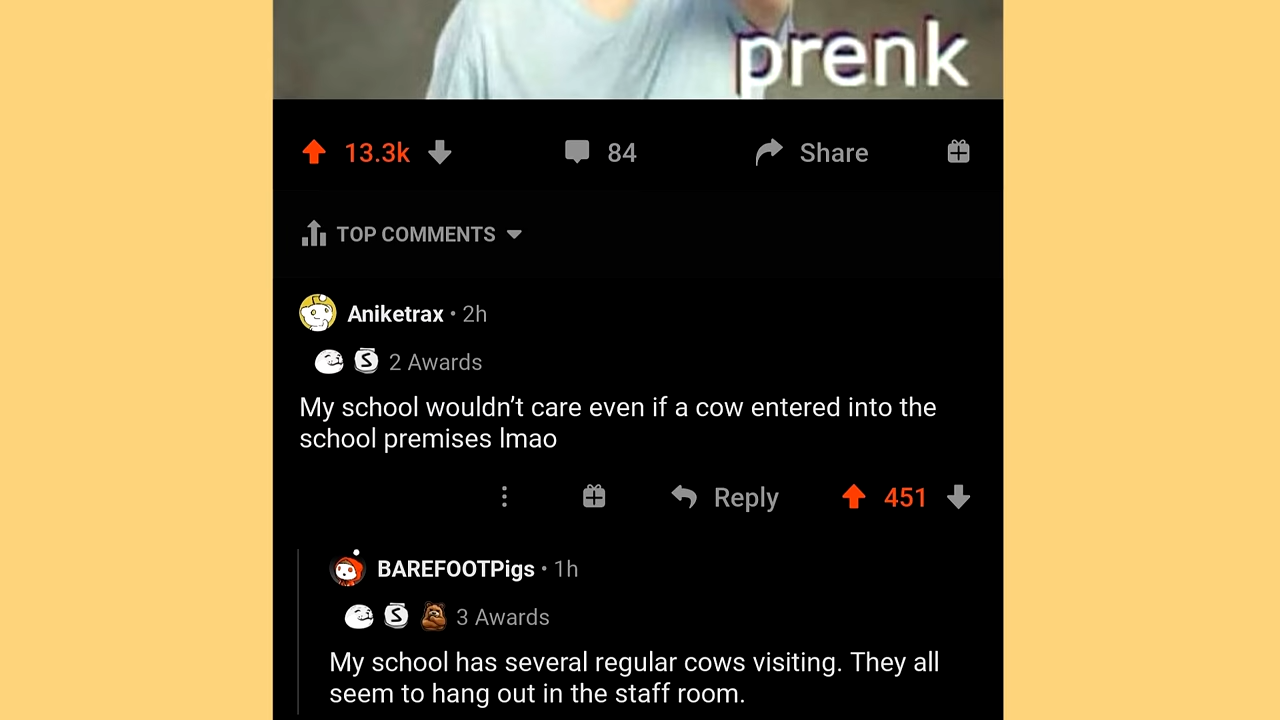 prenk
13.3k
84
Share
TOP COMMENTS
Aniketrax • 2h
S 2 Awards
My school wouldn’t care even if a cow entered into the
school premises lmao
Reply
451
BAREFOOTPigs • 1h
S 3 Awards
My school has several regular cows visiting. They all
seem to hang out in the staff room.